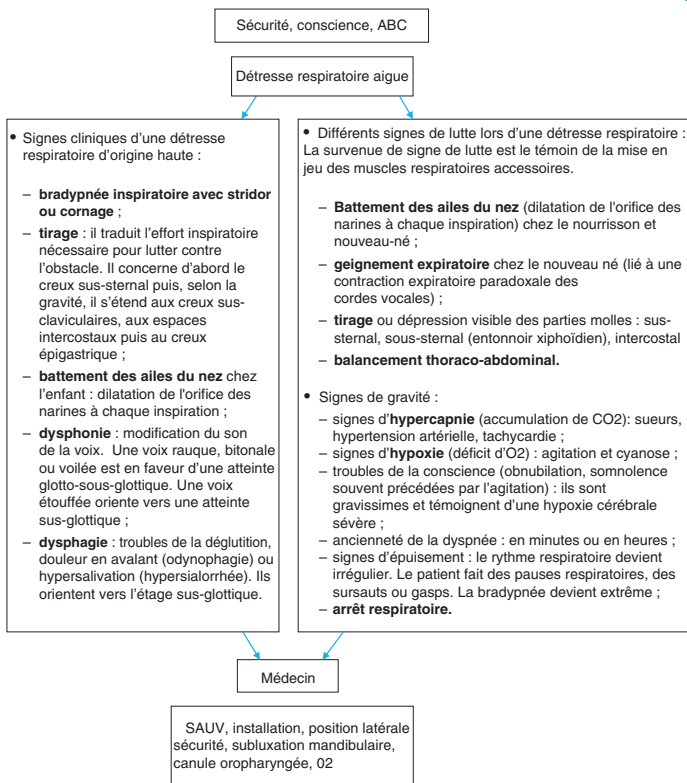 Sécurité, conscience, ABC
Détresse respiratoire aigue
• Signes cliniques d’une détresse
respiratoire d’origine haute :
– bradypnée inspiratoire avec stridor
ou cornage ;
– tirage : il traduit l’effort inspiratoire
nécessaire pour lutter contre
l’obstacle. Il concerne d’abord le
creux sus-sternal puis, selon la
gravité, il s’étend aux creux sus-
claviculaires, aux espaces
intercostaux puis au creux
épigastrique ;
– battement des ailes du nez chez
l’enfant : dilatation de l'orifice des
narines à chaque inspiration ;
– dysphonie : modification du son
de la voix. Une voix rauque, bitonale
ou voilée est en faveur d’une atteinte
glotto-sous-glottique. Une voix
étouffée oriente vers une atteinte
sus-glottique ;
– dysphagie : troubles de la déglutition,
douleur en avalant (odynophagie) ou
hypersalivation (hypersialorrhée). Ils
orientent vers l’étage sus-glottique.
• Différents signes de lutte lors d’une détresse respiratoire :
La survenue de signe de lutte est le témoin de la mise en
jeu des muscles respiratoires accessoires.
– Battement des ailes du nez (dilatation de l'orifice des
narines à chaque inspiration) chez le nourrisson et
nouveau-né ;
– geignement expiratoire chez le nouveau né (lié à une
contraction expiratoire paradoxale des
cordes vocales) ;
– tirage ou dépression visible des parties molles : sus-
sternal, sous-sternal (entonnoir xiphoïdien), intercostal
– balancement thoraco-abdominal.
• Signes de gravité :
– signes d’hypercapnie (accumulation de CO2): sueurs,
hypertension artérielle, tachycardie ;
– signes d’hypoxie (déficit d’O2) : agitation et cyanose ;
– troubles de la conscience (obnubilation, somnolence
souvent précédées par l’agitation) : ils sont
gravissimes et témoignent d’une hypoxie cérébrale
sévère ;
– ancienneté de la dyspnée : en minutes ou en heures ;
– signes d’épuisement : le rythme respiratoire devient
irrégulier. Le patient fait des pauses respiratoires, des
sursauts ou gasps. La bradypnée devient extrême ;
– arrêt respiratoire.
Médecin
SAUV, installation, position latérale
sécurité, subluxation mandibulaire,
canule oropharyngée, 02